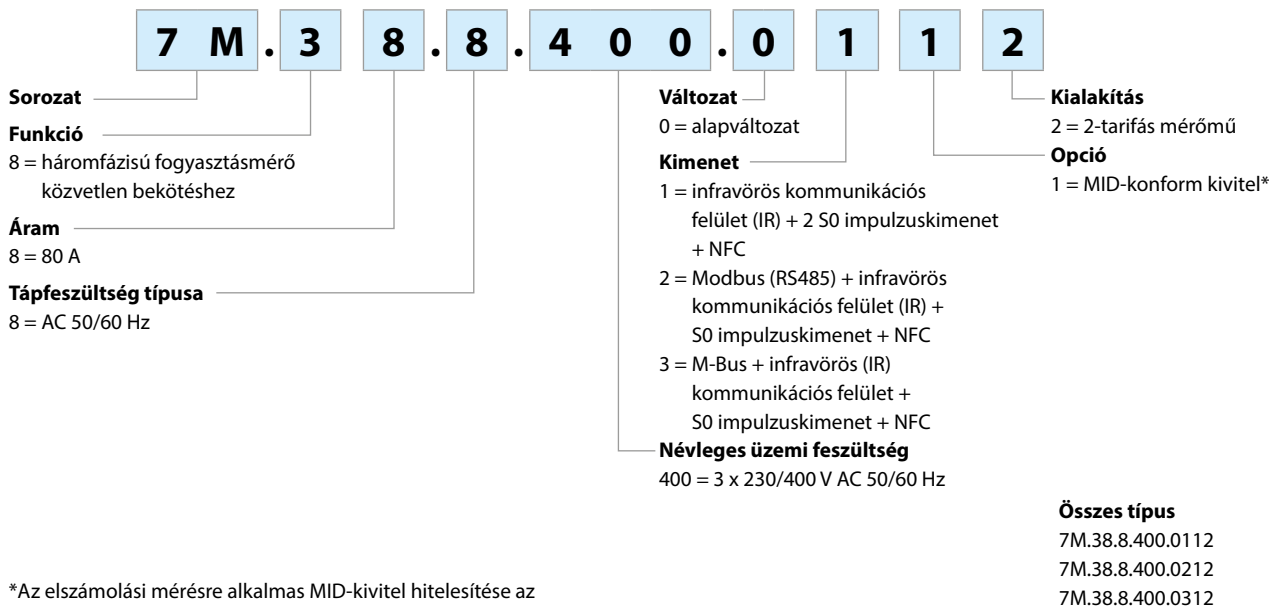 7 M . 3 8 . 8 . 4 0 0 . 0 1 1 2
Sorozat
Funkció
8 = háromfázisú fogyasztásmérő
közvetlen bekötéshez
Áram
8 = 80 A
Tápfeszültség típusa
8 = AC 50/60 Hz
Változat
0 = alapváltozat
Kimenet
1 = infravörös kommunikációs
felület (IR) + 2 S0 impulzuskimenet
+ NFC
2 = Modbus (RS485) + infravörös
kommunikációs felület (IR) +
S0 impulzuskimenet + NFC
3 = M-Bus + infravörös (IR)
kommunikációs felület +
S0 impulzuskimenet + NFC
Névleges üzemi feszültség
400 = 3 x 230/400 V AC 50/60 Hz
Kialakítás
2 = 2-tarifás mérőmű
Opció
1 = MID-konform kivitel*
Összes típus
7M.38.8.400.0112
7M.38.8.400.0212
7M.38.8.400.0312
*Az elszámolási mérésre alkalmas MID-kivitel hitelesítése az